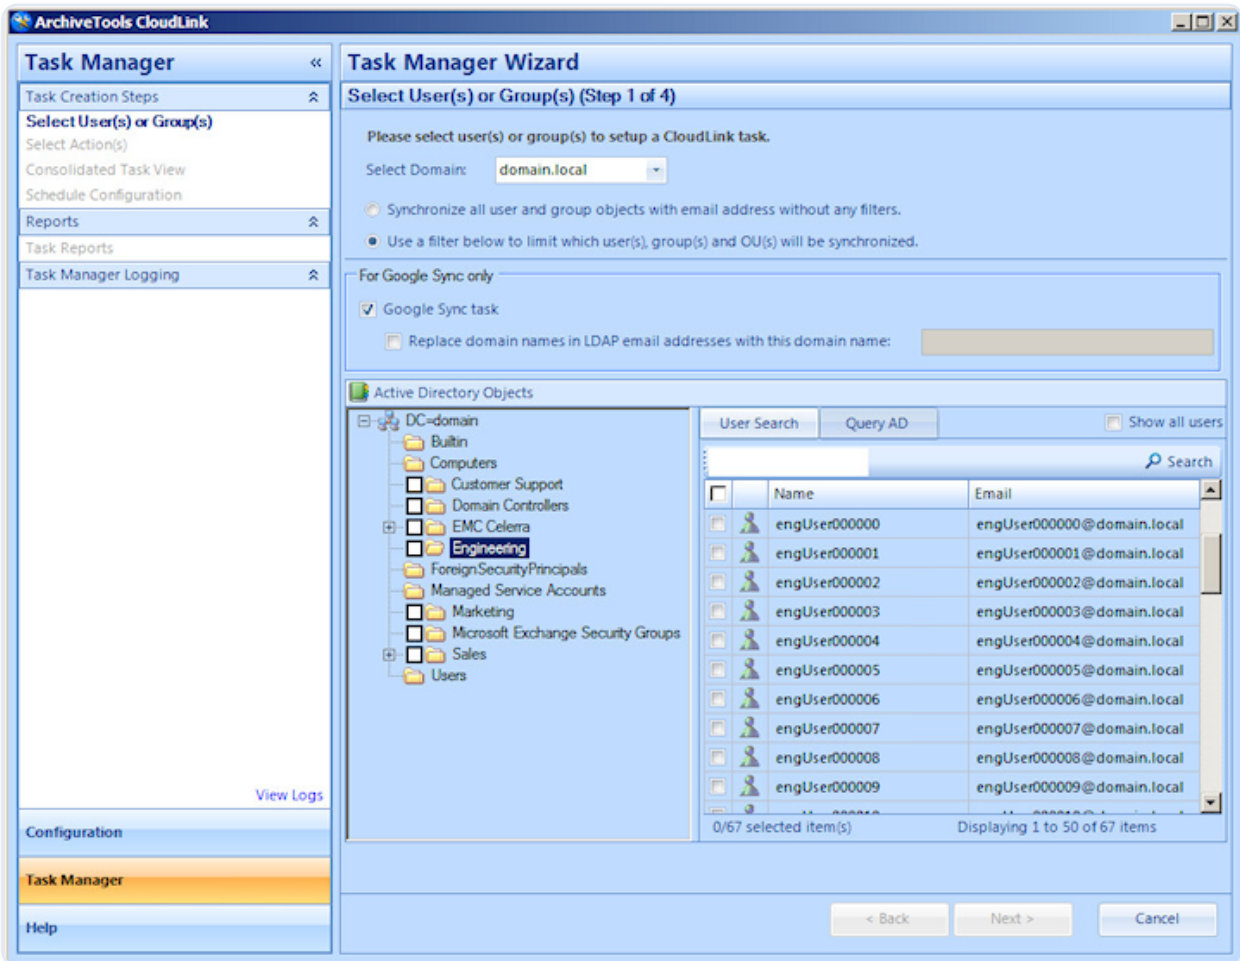 ArchiveTools CloudLink
Task Manager «
Task Creation Steps
Select User(s) or Group(s)
Select Action(s)
Consolidated Task View
Schedule Configuration
Reports
Task Reports
Task Manager Logging
View Logs
Configuration
Task Manager
Help
Task Manager Wizard
Select User(s) or Group(s) (Step 1 of 4)
Please select user(s) or group(s) to setup a CloudLink task.
Select Domain: domain.local
Synchronize all user and group objects with email address without any filters.
Use a filter below to limit which user(s), group(s) and OU(s) will be synchronized.
For Google Sync only
Google Sync task
Replace domain names in LDAP email addresses with this domain name:
Active Directory Objects
DC=domain
Builtin
Computers
Customer Support
Domain Controllers
EMC Celerra
Engineering
ForeignSecurityPrincipals
Managed Service Accounts
Marketing
Microsoft Exchange Security Groups
Sales
Users
User Search Query AD Show all users
Search
Name Email
engUser000000 engUser000000@domain.local
engUser000001 engUser000001@domain.local
engUser000002 engUser000002@domain.local
engUser000003 engUser000003@domain.local
engUser000004 engUser000004@domain.local
engUser000005 engUser000005@domain.local
engUser000006 engUser000006@domain.local
engUser000007 engUser000007@domain.local
engUser000008 engUser000008@domain.local
engUser000009 engUser000009@domain.local
0/67 selected item(s) Displaying 1 to 50 of 67 items
< Back Next > Cancel